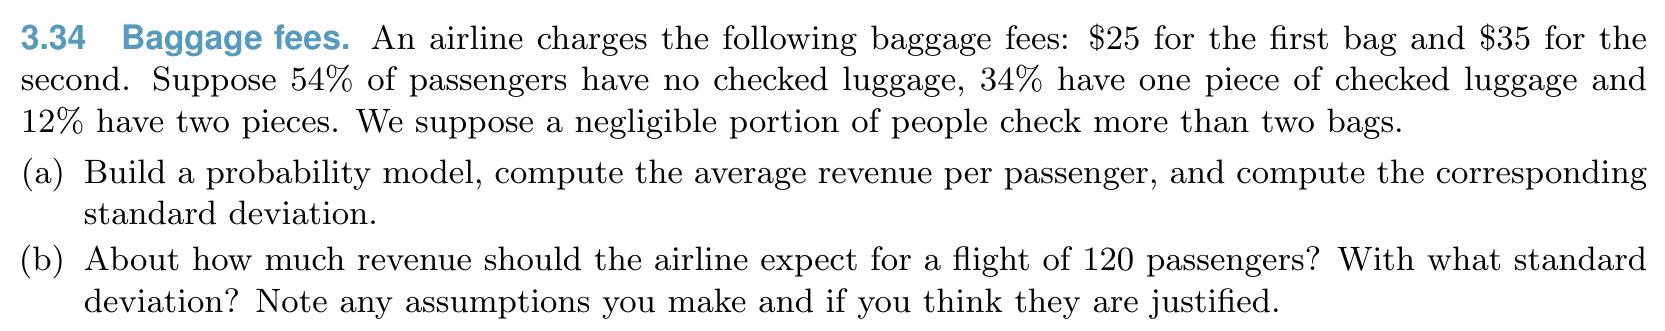 3.34 Baggage fees. An airline charges the following baggage fees: $25 for the first bag and $35 for the
second. Suppose 54% of passengers have no checked luggage, 34% have one piece of checked luggage and
12% have two pieces. We suppose a negligible portion of people check more than two bags.
(a) Build a probability model, compute the average revenue per passenger, and compute the corresponding
standard deviation.
(b) About how much revenue should the airline expect for a flight of 120 passengers? With what standard
deviation? Note any assumptions you make and if you think they are justified.